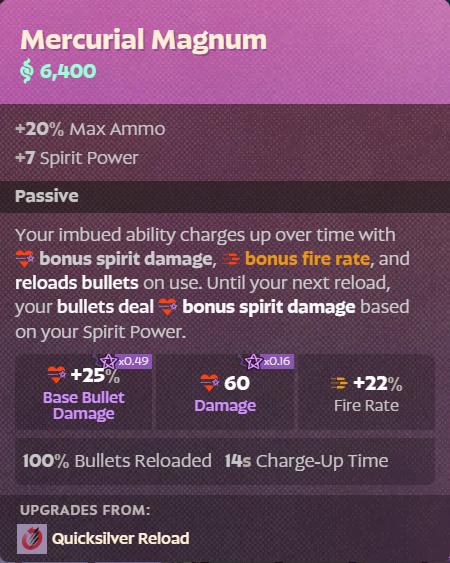 Mercurial Magnum
6,400
+20% Max Ammo
+7 Spirit Power
Passive
Your imbued ability charges up over time with
bonus spirit damage, bonus fire rate, and
reloads bullets on use. Until your next reload,
your bullets deal bonus spirit damage based
on your Spirit Power.
x0.49
+25%
Base Bullet
Damage
x0.16
60
Damage
+22%
Fire Rate
100% Bullets Reloaded 14s Charge-Up Time
UPGRADES FROM:
Quicksilver Reload